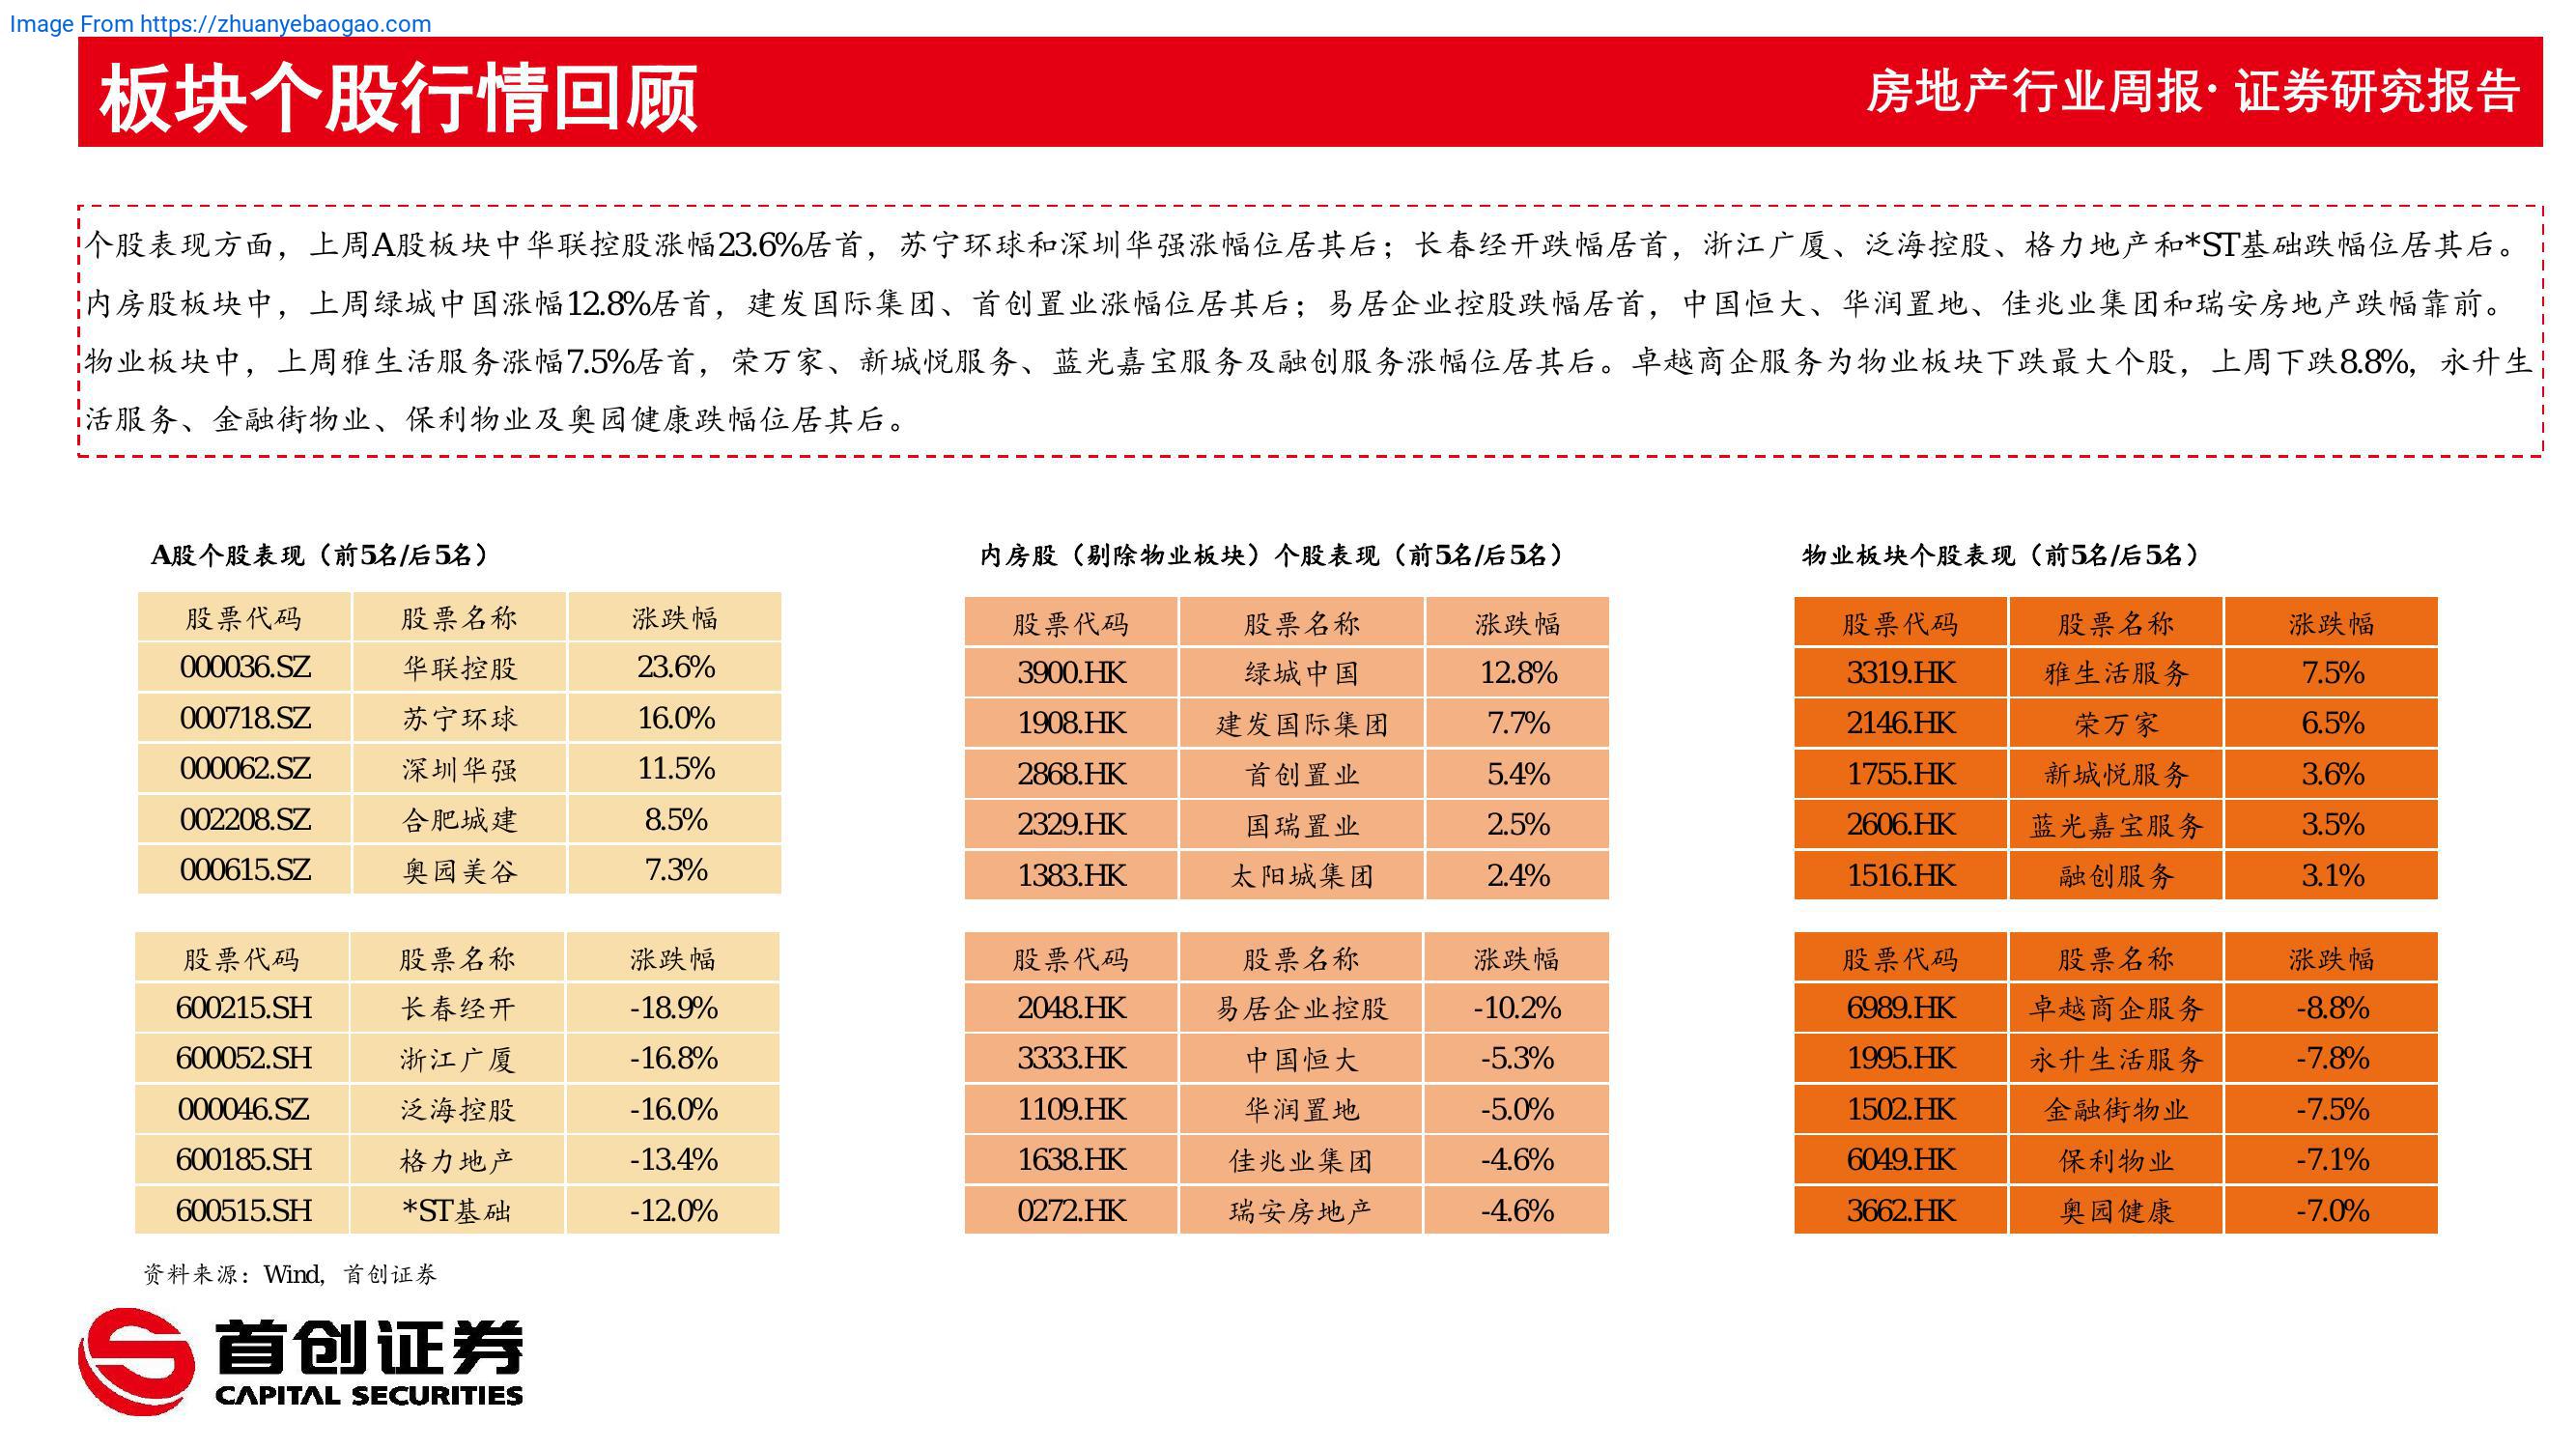 Image From https://zhuanyebaogao.com
板块个股行情回顾
房地产行业周报· 证券研究报告
个股表现方面，上周A股板块中华联控股涨幅23.6%居首，苏宁环球和深圳华强涨幅位居其后；长春经开跌幅居首，浙江广厦、泛海控股、格力地产和*ST基础跌幅位居其后。
内房股板块中，上周绿城中国涨幅12.8%居首，建发国际集团、首创置业涨幅位居其后；易居企业控股跌幅居首，中国恒大、华润置地、佳兆业集团和瑞安房地产跌幅靠前。
物业板块中，上周雅生活服务涨幅7.5%居首，荣万家、新城悦服务、蓝光嘉宝服务及融创服务涨幅位居其后。卓越商企服务为物业板块下跌最大个股，上周下跌8.8%，永升生
活服务、金融街物业、保利物业及奥园健康跌幅位居其后。
A股个股表现（前5名/后5名）
股票代码 股票名称 涨跌幅
000036.SZ 华联控股 23.6%
000718.SZ 苏宁环球 16.0%
000062.SZ 深圳华强 11.5%
002208.SZ 合肥城建 8.5%
000615.SZ 奥园美谷 7.3%
股票代码 股票名称 涨跌幅
600215.SH 长春经开 -18.9%
600052.SH 浙江广厦 -16.8%
000046.SZ 泛海控股 -16.0%
600185.SH 格力地产 -13.4%
600515.SH *ST基础 -12.0%
内房股（剔除物业板块）个股表现（前5名/后5名）
股票代码 股票名称 涨跌幅
3900.HK 绿城中国 12.8%
1908.HK 建发国际集团 7.7%
2868.HK 首创置业 5.4%
2329.HK 国瑞置业 2.5%
1383.HK 太阳城集团 2.4%
股票代码 股票名称 涨跌幅
2048.HK 易居企业控股 -10.2%
3333.HK 中国恒大 -5.3%
1109.HK 华润置地 -5.0%
1638.HK 佳兆业集团 -4.6%
0272.HK 瑞安房地产 -4.6%
物业板块个股表现（前5名/后5名）
股票代码 股票名称 涨跌幅
3319.HK 雅生活服务 7.5%
2146.HK 荣万家 6.5%
1755.HK 新城悦服务 3.6%
2606.HK 蓝光嘉宝服务 3.5%
1516.HK 融创服务 3.1%
股票代码 股票名称 涨跌幅
6989.HK 卓越商企服务 -8.8%
1995.HK 永升生活服务 -7.8%
1502.HK 金融街物业 -7.5%
6049.HK 保利物业 -7.1%
3662.HK 奥园健康 -7.0%
资料来源：Wind，首创证券
首创证券
CAPITAL SECURITIES